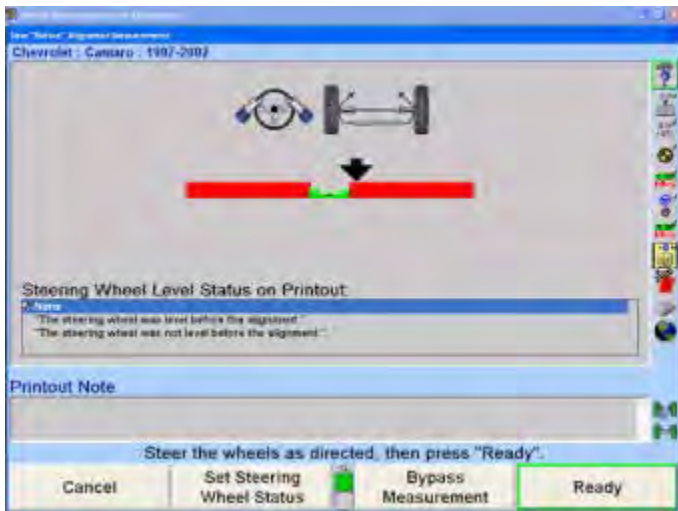 Chevrolet : Camaro : 1997-2002
Steering Wheel Level Status on Printout
None
"The steering wheel was level before the alignment."
"The steering wheel was not level before the alignment."
Printout Note
Steer the wheels as directed, then press "Ready".
Cancel
Set Steering
Wheel Status
Bypass
Measurement
Ready